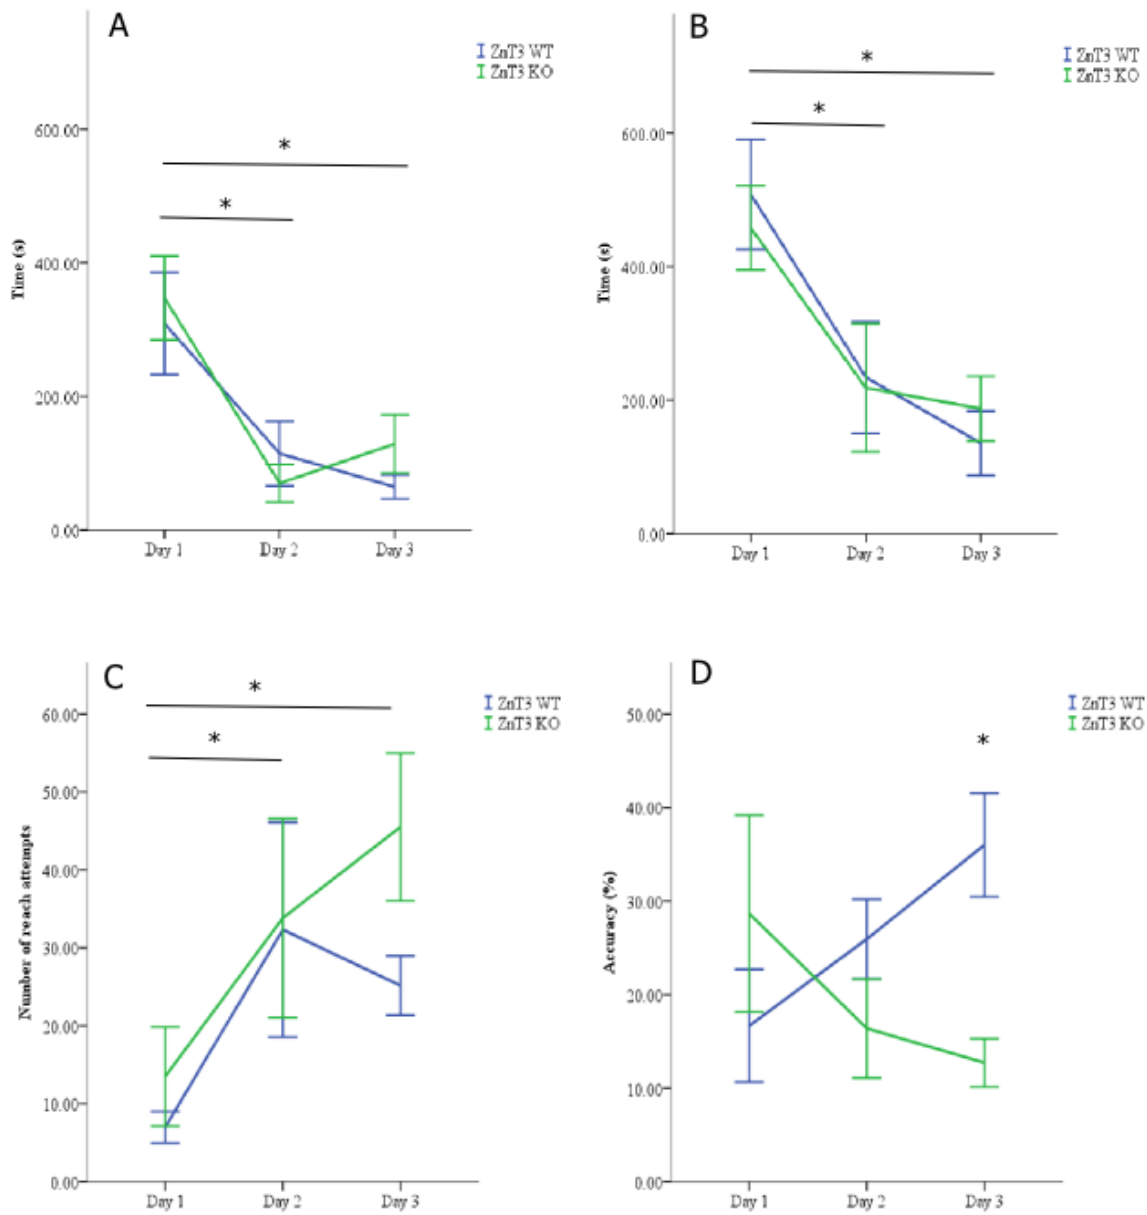 A
ZnT3 WT
ZnT3 KO
*
*
Time (s)
600.00
400.00
200.00
0.00
Day 1 Day 2 Day 3
B
ZnT3 WT
ZnT3 KO
*
*
Time (s)
600.00
400.00
200.00
0.00
Day 1 Day 2 Day 3
C
ZnT3 WT
ZnT3 KO
*
*
Number of reach attempts
60.00
50.00
40.00
30.00
20.00
10.00
0.00
Day 1 Day 2 Day 3
D
ZnT3 WT
ZnT3 KO
*
Accuracy (%)
50.00
40.00
30.00
20.00
10.00
0.00
Day 1 Day 2 Day 3